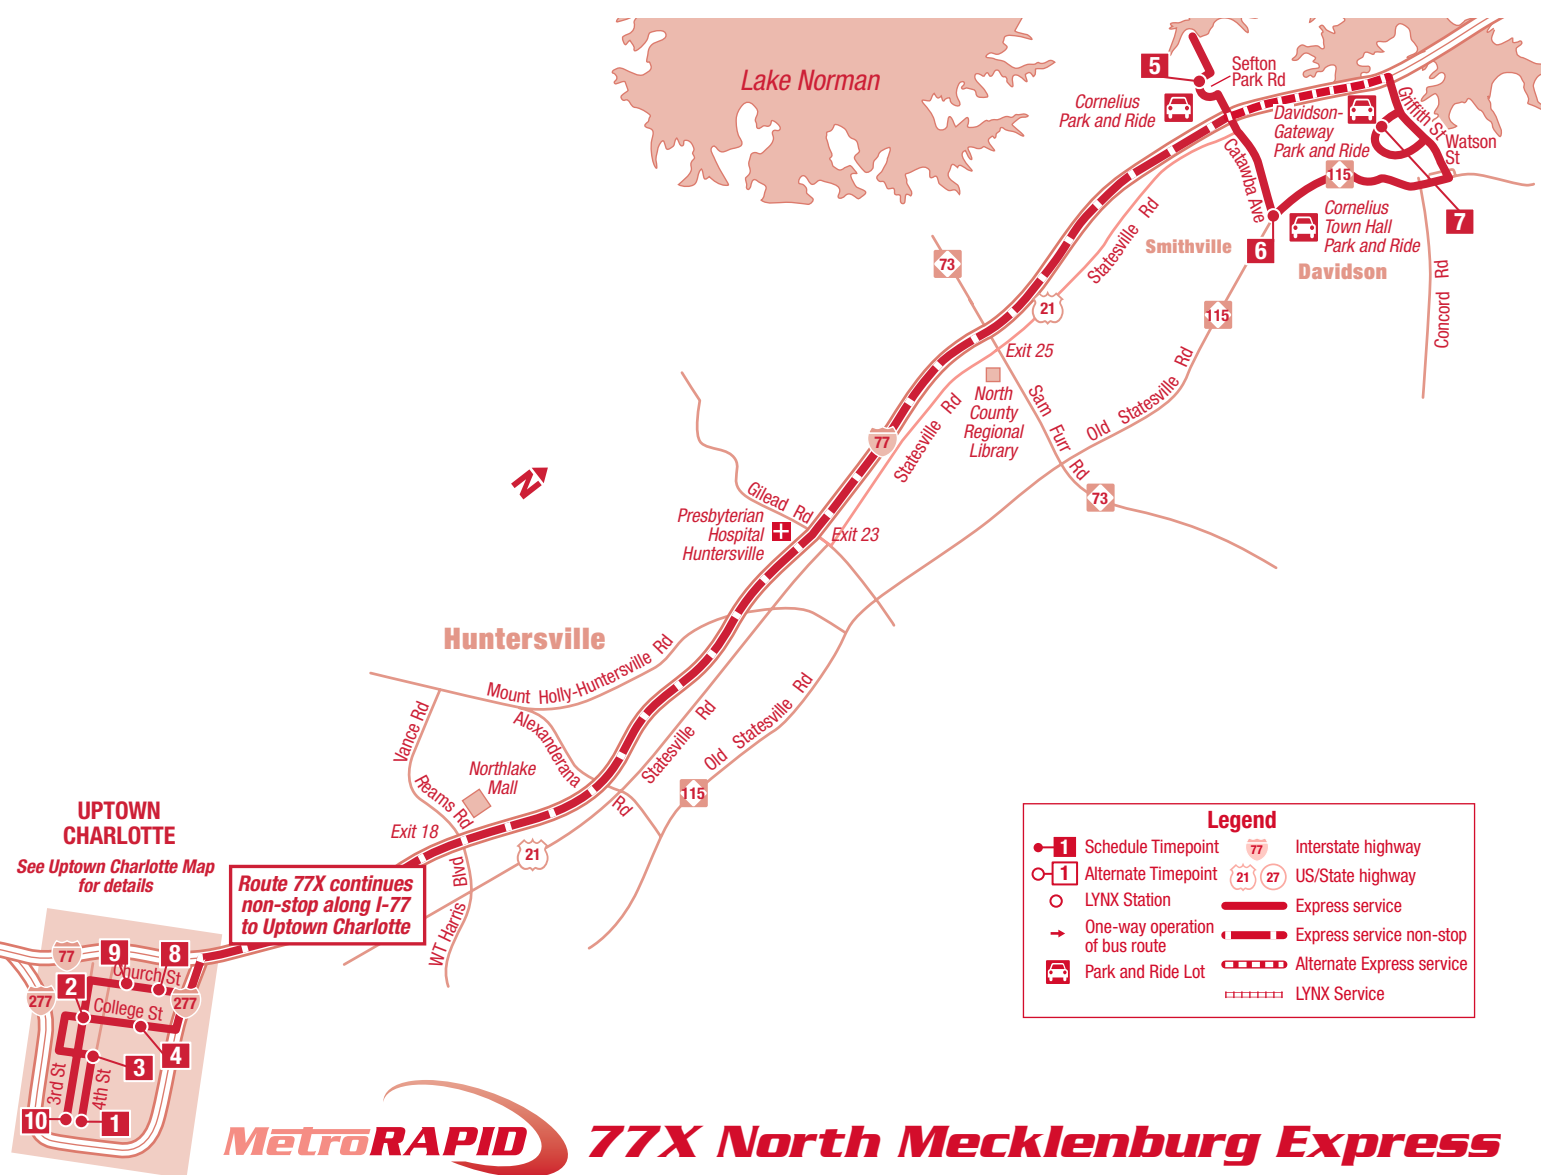 Lake Norman
5
Sefton
Park Rd
Cornelius
Park and Ride
Davidson-
Gateway
Park and Ride
Griffith St
Watson
St
Catawba Ave
115
Cornelius
Town Hall
Park and Ride
7
6
Smithville
Davidson
Statesville Rd
73
21
115
Concord Rd
Exit 25
North
County
Regional
Library
Sam Furr Rd
Old Statesville Rd
77
Statesville Rd
73
N
Gilead Rd
Presbyterian
Hospital
Huntersville
Exit 23
Huntersville
Mount Holly-Huntersville Rd
Vance Rd
Alexanderana Rd
Statesville Rd
Old Statesville Rd
Northlake
Mall
Reams Rd
115
Exit 18
21
WT Harris Blvd
UPTOWN
CHARLOTTE
See Uptown Charlotte Map
for details
Route 77X continues
non-stop along I-77
to Uptown Charlotte
77
9
8
Church St
2
277
277
College St
4
3
3rd St
4th St
10
1
Legend
1 Schedule Timepoint
1 Alternate Timepoint
LYNX Station
One-way operation
of bus route
Park and Ride Lot
77 Interstate highway
21 27 US/State highway
Express service
Express service non-stop
Alternate Express service
LYNX Service
MetroRAPID
77X North Mecklenburg Express